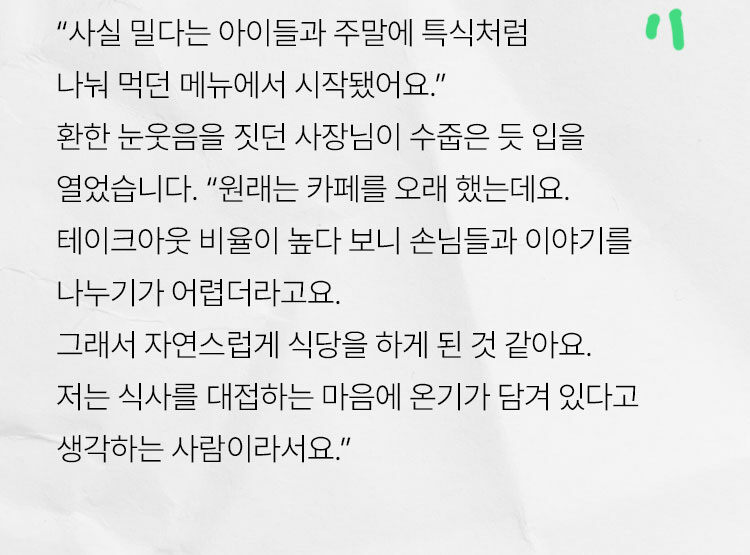 “사실 밀다는 아이들과 주말에 특식처럼
나눠 먹던 메뉴에서 시작됐어요.”
환한 눈웃음을 짓던 사장님이 수줍은 듯 입을
열었습니다. “원래는 카페를 오래 했는데요.
테이크아웃 비율이 높다 보니 손님들과 이야기를
나누기가 어렵더라고요.
그래서 자연스럽게 식당을 하게 된 것 같아요.
저는 식사를 대접하는 마음에 온기가 담겨 있다고
생각하는 사람이라서요.”